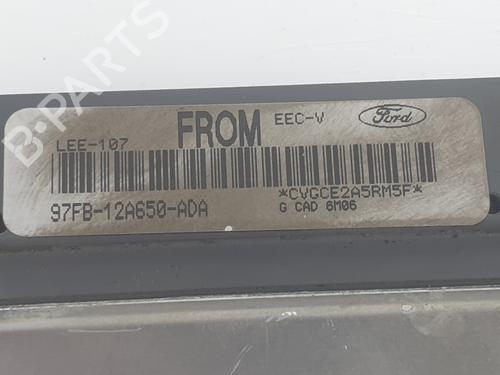 B-PARTS
LEE-107 FROM EEC-V Ford
97FB-12A650-ADA *CVGCE2A5RM5F*
G CAD 6M06